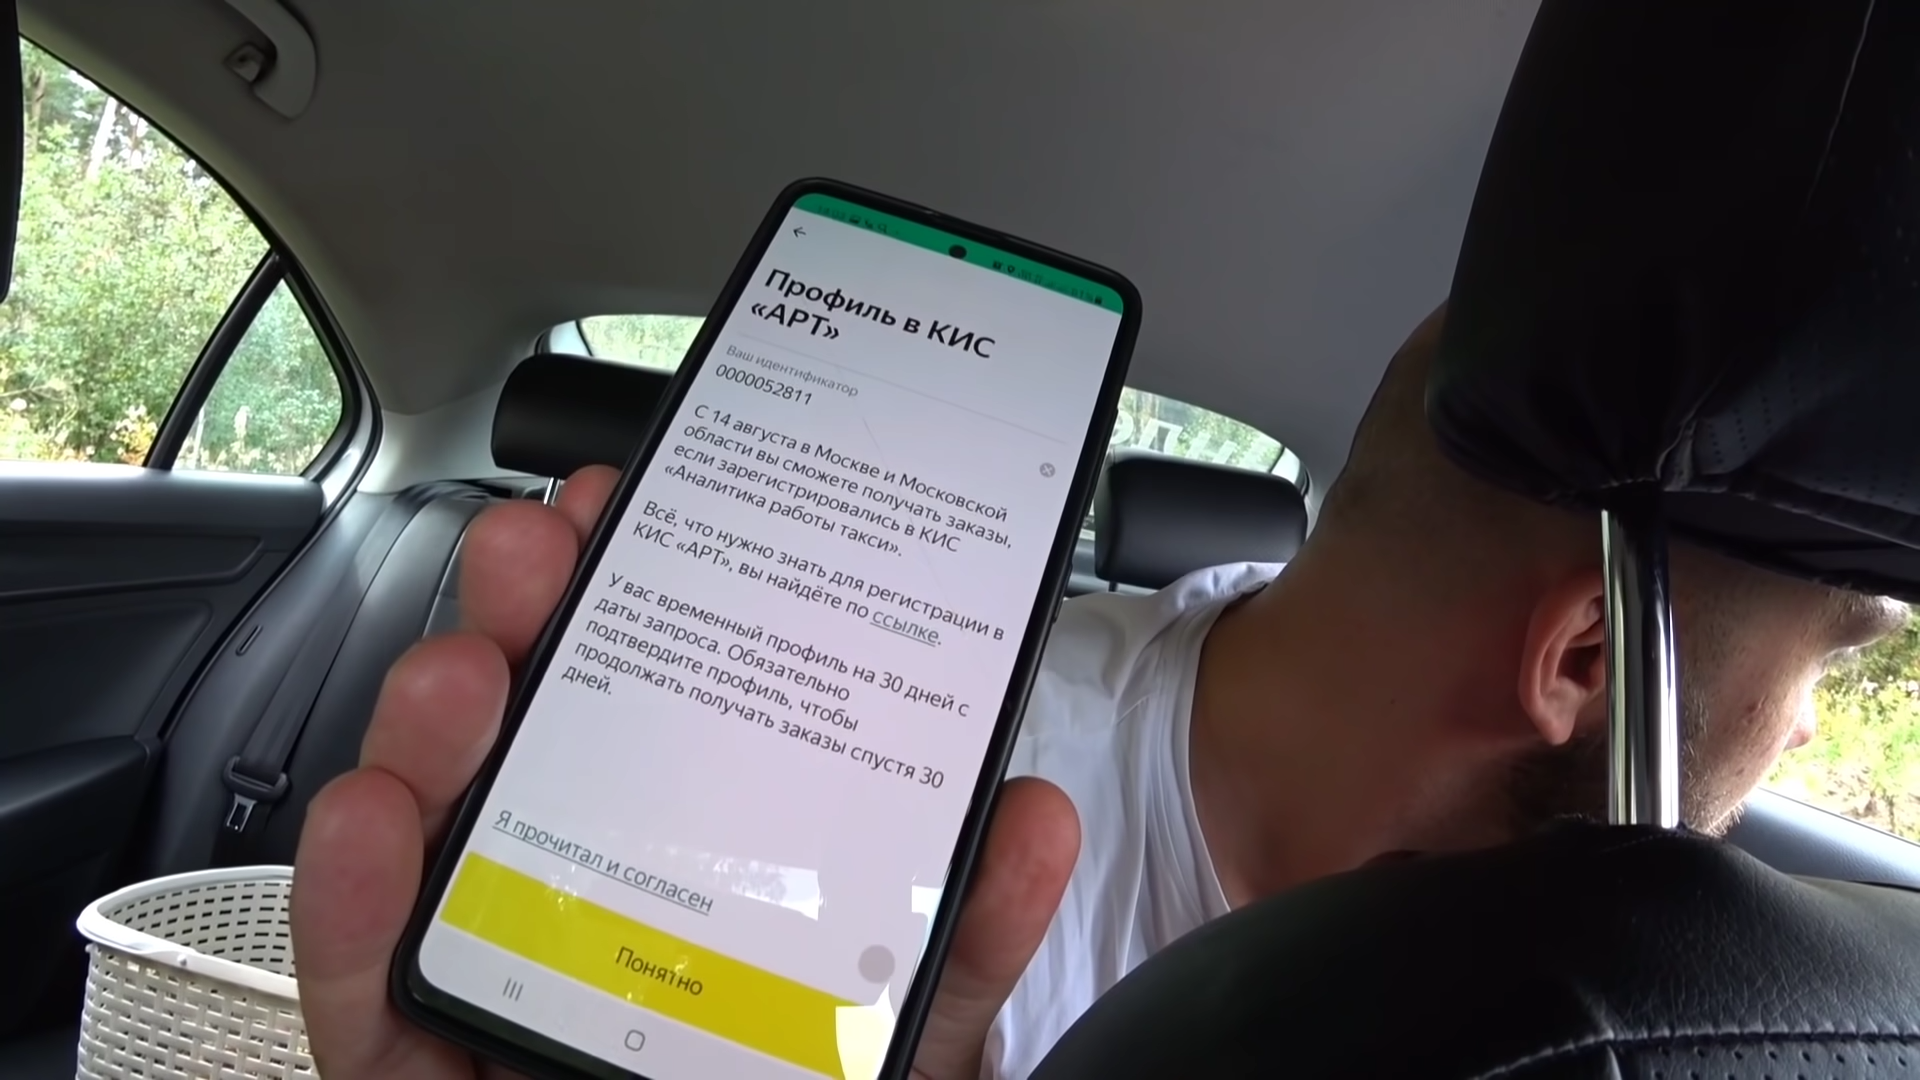 Профиль в КИС
«АРТ»
Ваш идентификатор
0000052811
С 14 августа в Москве и Московской
области вы сможете получать заказы,
если зарегистрировались в КИС
«Аналитика работы такси».
Всё, что нужно знать для регистрации в
КИС «АРТ», вы найдёте по ссылке.
У вас временный профиль на 30 дней с
даты запроса. Обязательно
подтвердите профиль, чтобы
продолжать получать заказы спустя 30
дней.
Я прочитал и согласен
Понятно